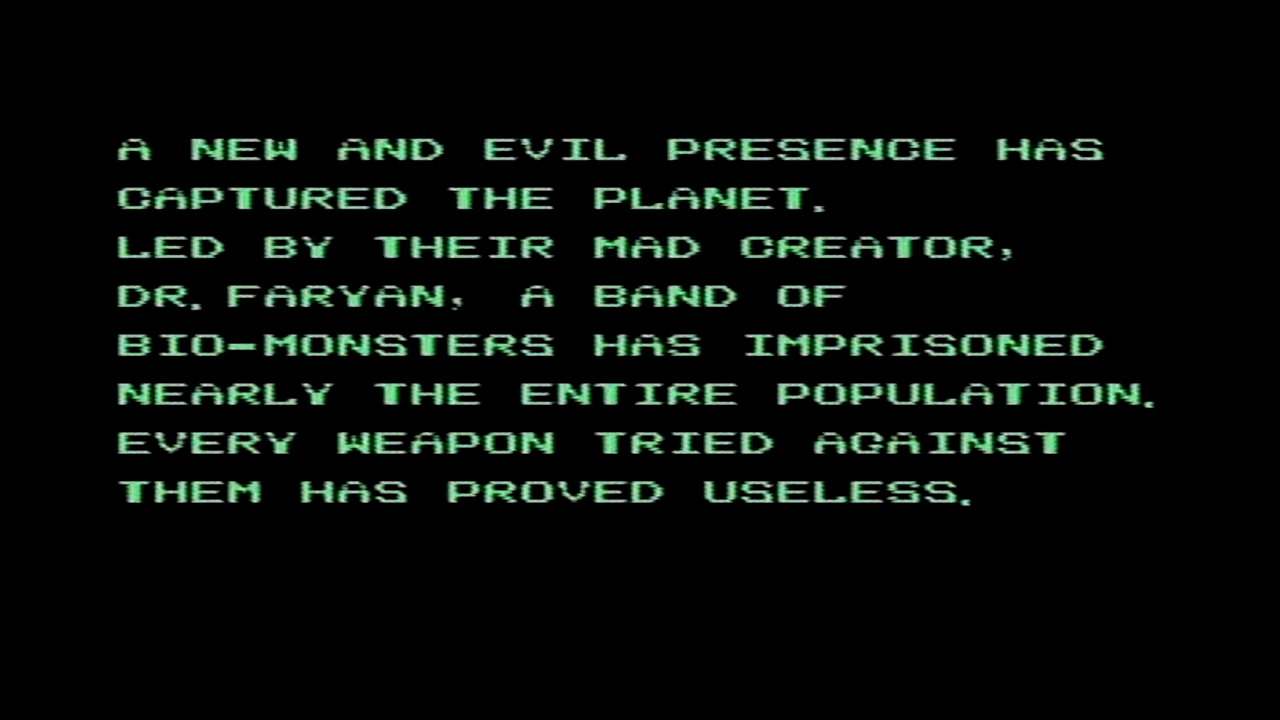 A NEW AND EVIL PRESENCE HAS
CAPTURED THE PLANET.
LED BY THEIR MAD CREATOR,
DR. FARYAN, A BAND OF
BIO-MONSTERS HAS IMPRISONED
NEARLY THE ENTIRE POPULATION.
EVERY WEAPON TRIED AGAINST
THEM HAS PROVED USELESS.